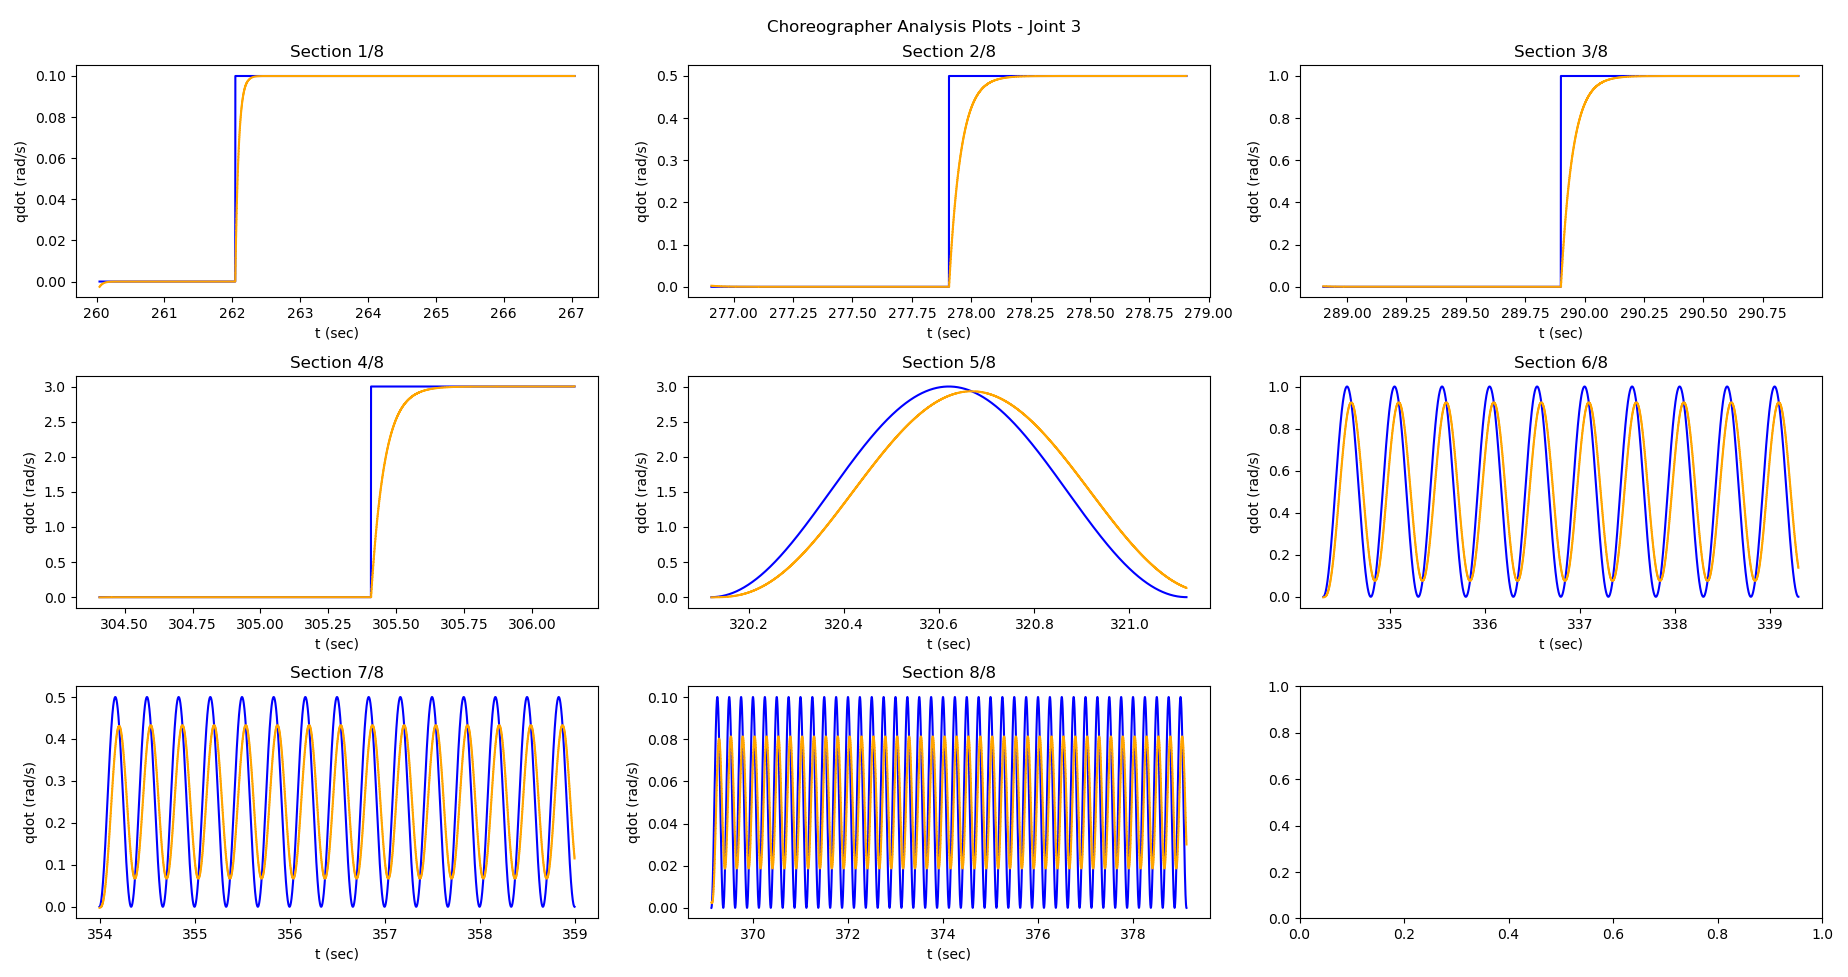 Choreographer Analysis Plots - Joint 3
Section 1/8
qdot (rad/s)
0.10
0.08
0.06
0.04
0.02
0.00
260 261 262 263 264 265 266 267
t (sec)
Section 2/8
qdot (rad/s)
0.5
0.4
0.3
0.2
0.1
0.0
277.00 277.25 277.50 277.75 278.00 278.25 278.50 278.75 279.00
t (sec)
Section 3/8
qdot (rad/s)
1.0
0.8
0.6
0.4
0.2
0.0
289.00 289.25 289.50 289.75 290.00 290.25 290.50 290.75
t (sec)
Section 4/8
qdot (rad/s)
3.0
2.5
2.0
1.5
1.0
0.5
0.0
304.50 304.75 305.00 305.25 305.50 305.75 306.00
t (sec)
Section 5/8
qdot (rad/s)
3.0
2.5
2.0
1.5
1.0
0.5
0.0
320.2 320.4 320.6 320.8 321.0
t (sec)
Section 6/8
qdot (rad/s)
1.0
0.8
0.6
0.4
0.2
0.0
335 336 337 338 339
t (sec)
Section 7/8
qdot (rad/s)
0.5
0.4
0.3
0.2
0.1
0.0
354 355 356 357 358 359
t (sec)
Section 8/8
qdot (rad/s)
0.10
0.08
0.06
0.04
0.02
0.00
370 372 374 376 378
t (sec)
1.0
0.8
0.6
0.4
0.2
0.0
0.0 0.2 0.4 0.6 0.8 1.0